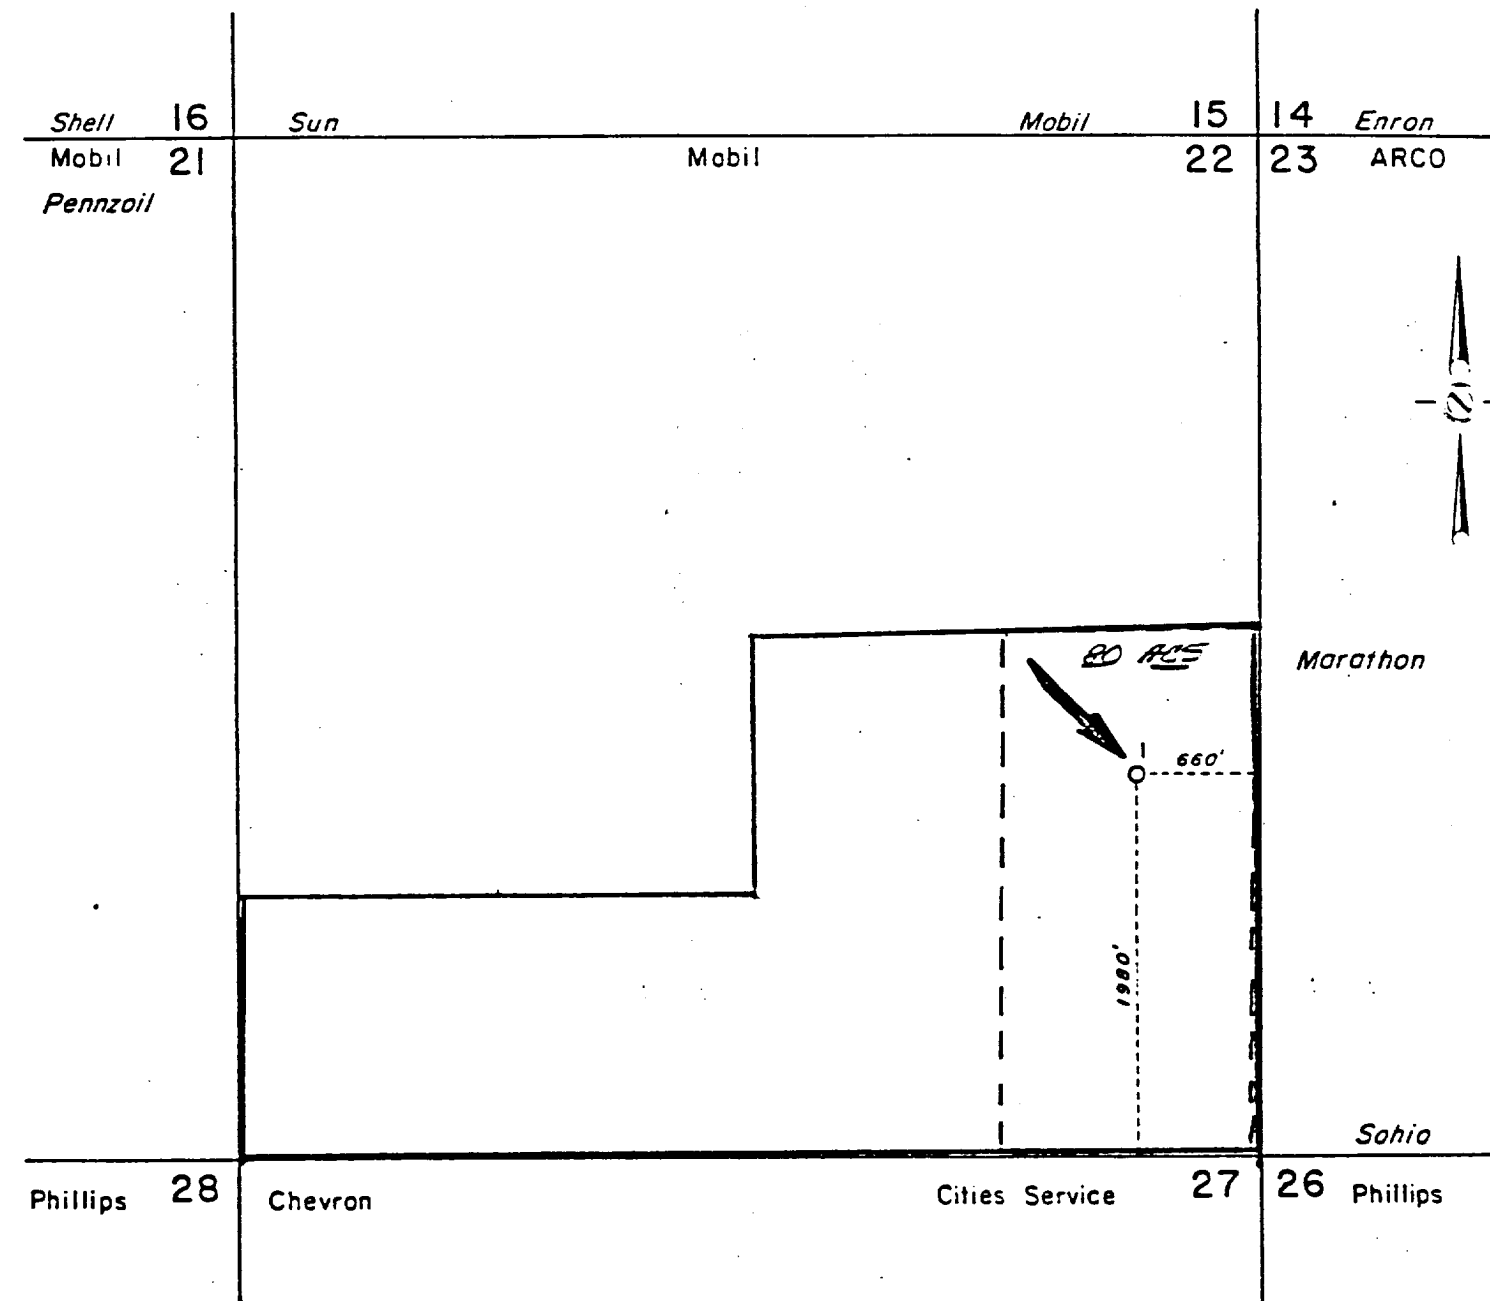 Shell 16 Sun Mobil 15 14 Enron
Mobil 21 Mobil 22 23 ARCO
Pennzoil
80 ACS Marathon
1
660'
1980'
Sohio
Phillips 28 Chevron Cities Service 27 26 Phillips